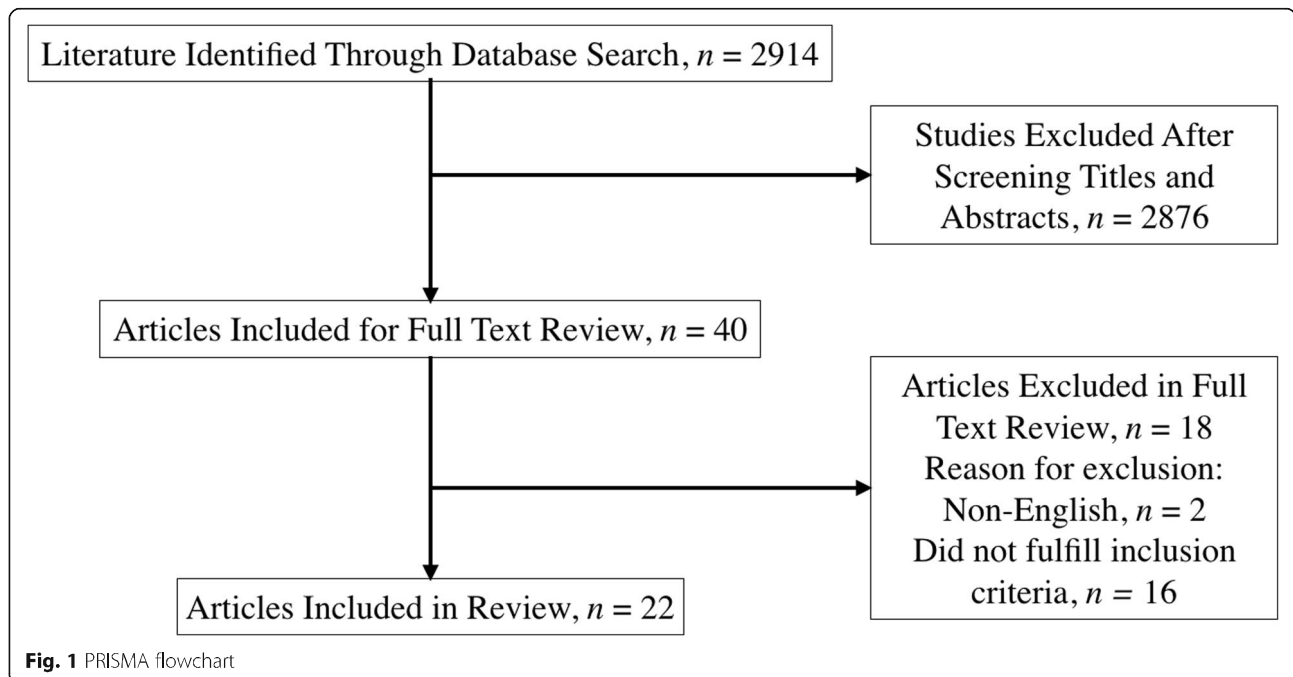 Literature Identified Through Database Search, n = 2914
Studies Excluded After
Screening Titles and
Abstracts, n = 2876
Articles Included for Full Text Review, n = 40
Articles Excluded in Full
Text Review, n = 18
Reason for exclusion:
Non-English, n = 2
Did not fulfill inclusion
criteria, n = 16
Articles Included in Review, n = 22
Fig. 1 PRISMA flowchart